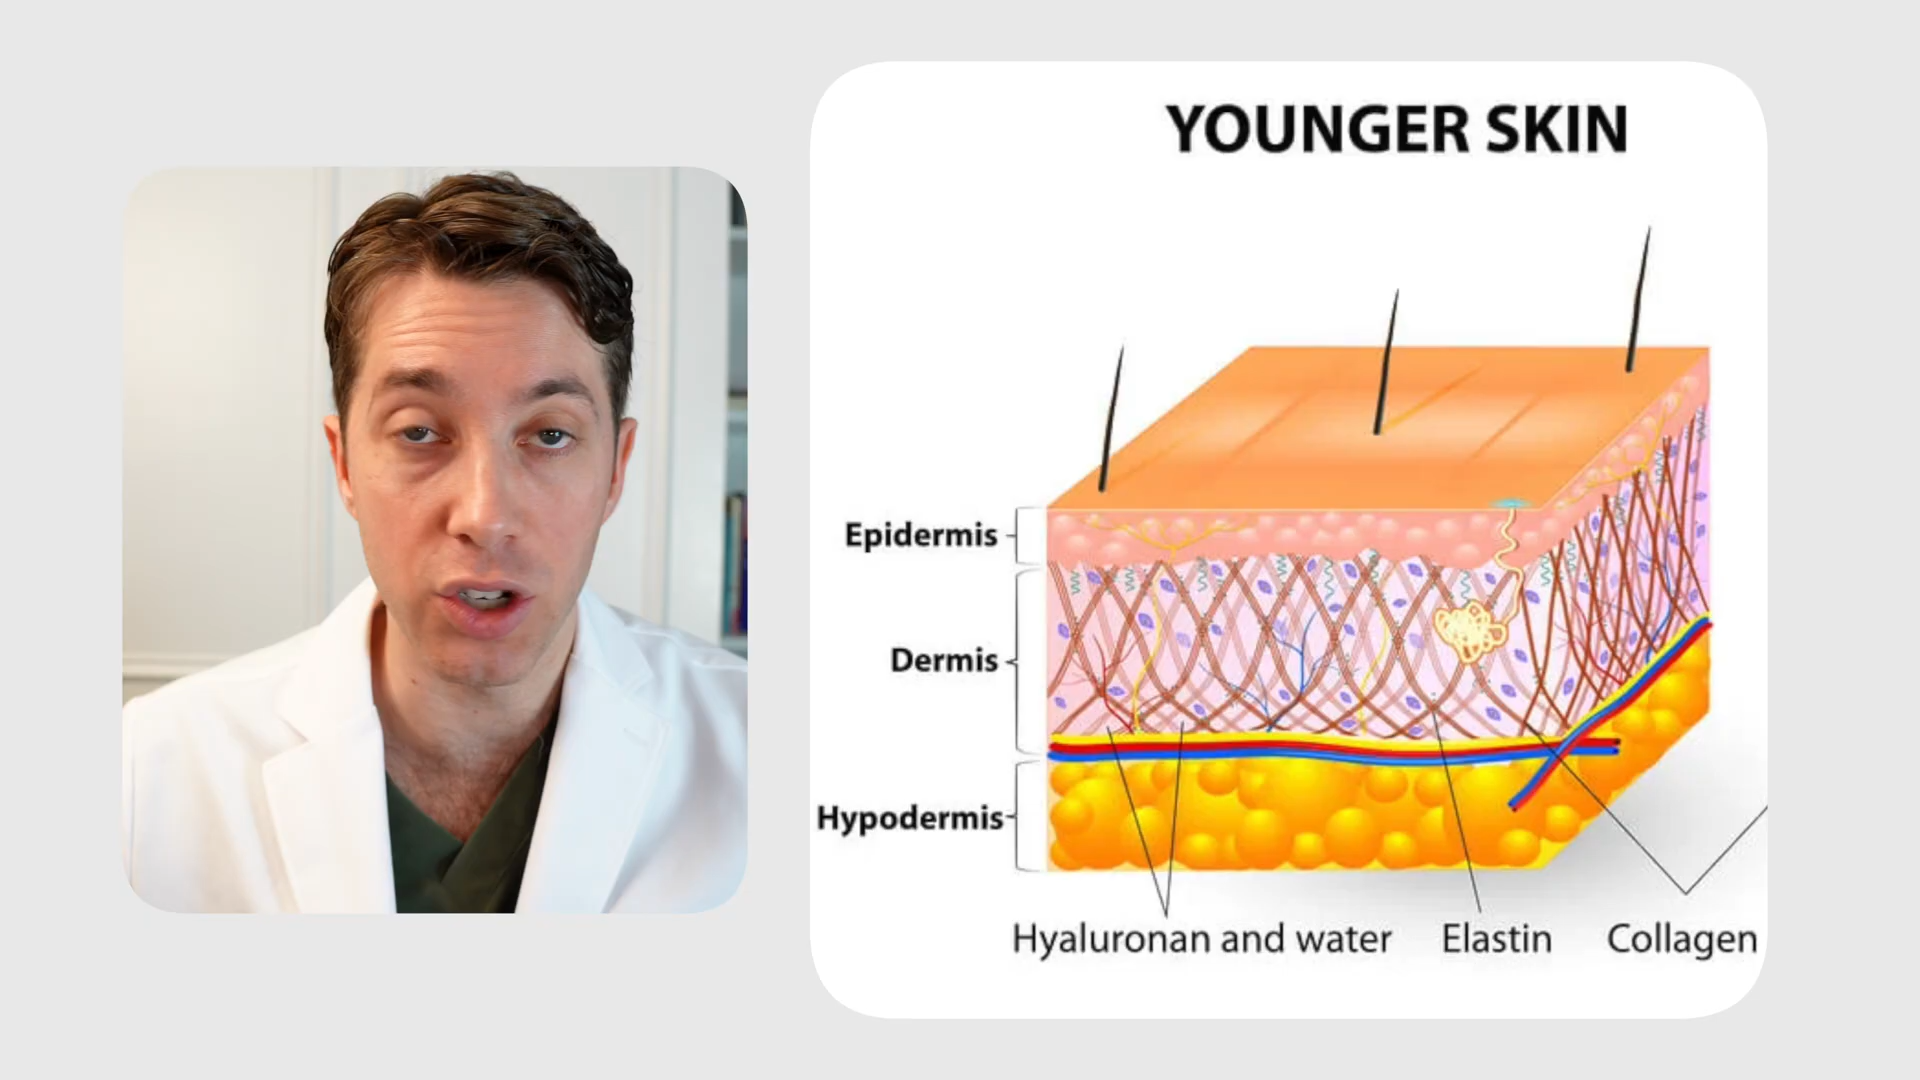 YOUNGER SKIN
Epidermis
Dermis
Hypodermis
Hyaluronan and water
Elastin
Collagen